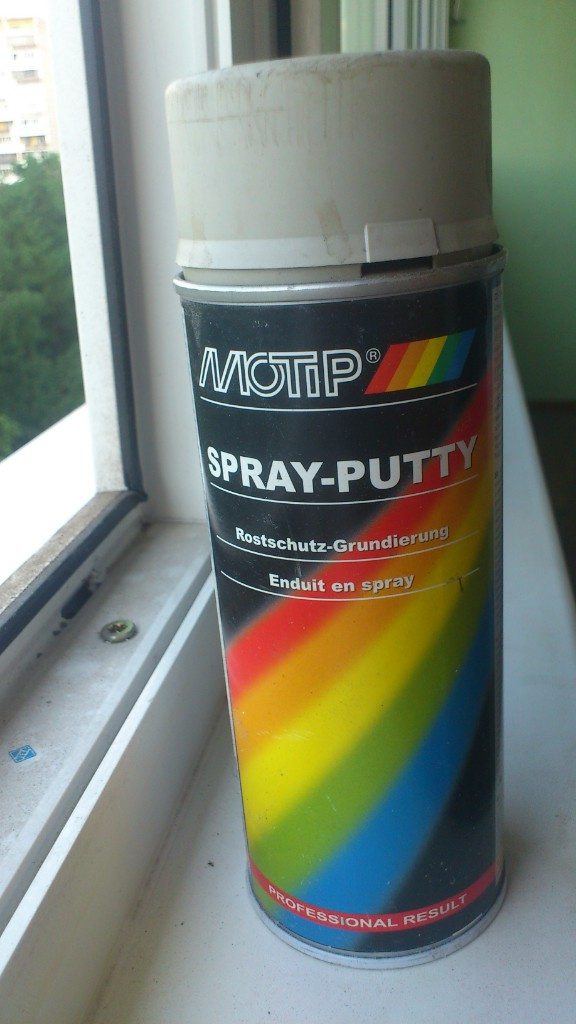 MOTIP®
SPRAY-PUTTY
Rostschutz-Grundierung
Enduit en spray
PROFESSIONAL RESULT